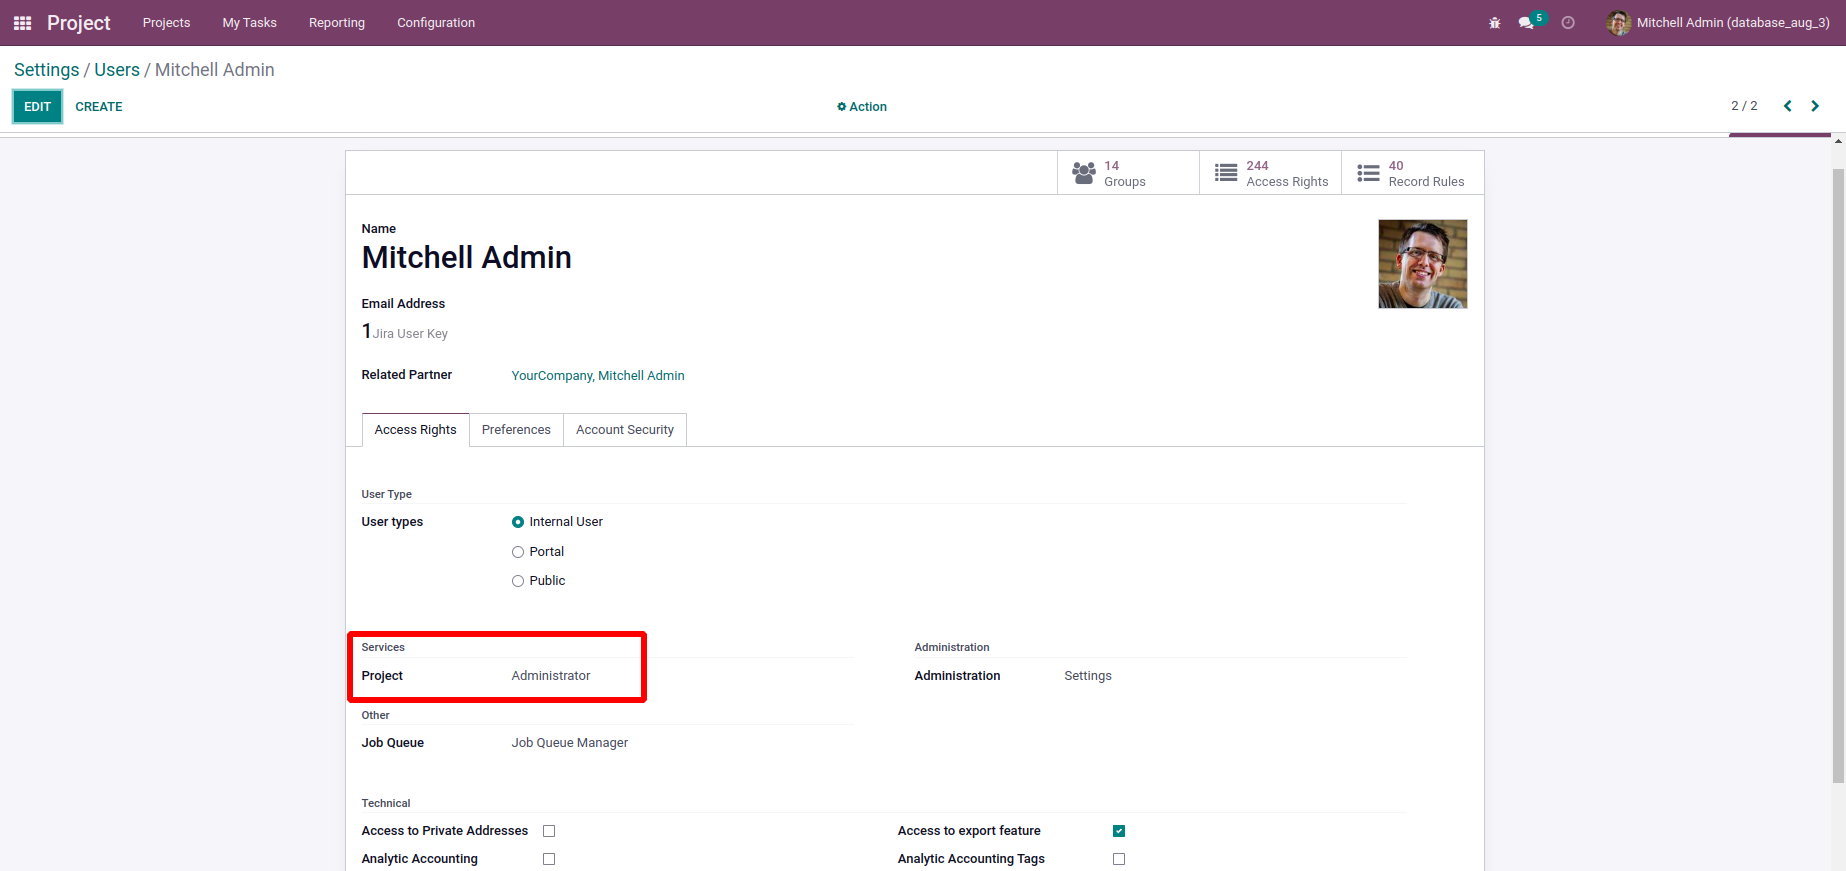 Project Projects My Tasks Reporting Configuration 5 Mitchell Admin (database_aug_3)
Settings / Users / Mitchell Admin
EDIT CREATE Action 2 / 2
14 Groups
244 Access Rights
40 Record Rules
Name
Mitchell Admin
Email Address
1 Jira User Key
Related Partner YourCompany, Mitchell Admin
Access Rights Preferences Account Security
User Type
User types Internal User
Portal
Public
Services Administration
Project Administrator Administration Settings
Other
Job Queue Job Queue Manager
Technical
Access to Private Addresses Access to export feature
Analytic Accounting Analytic Accounting Tags